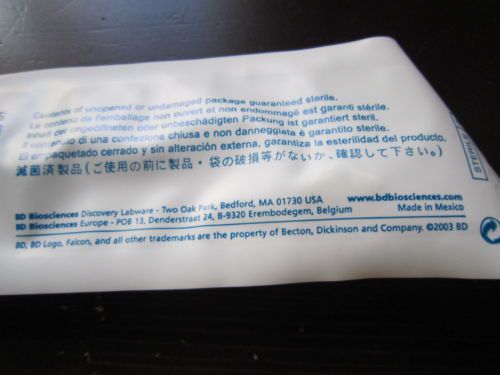 Contents of unopened or undamaged package guaranteed sterile.
Le contenu de l'emballage non ouvert et non endommagé est garanti stérile.
Inhalt der ungeöffneten oder unbeschädigten Packung ist garantiert steril.
Il contenuto di una confezione chiusa e non danneggiata è garantito sterile.
El empaquetado cerrado y sin alteración externa, garantiza la esterilidad del producto.
滅菌済製品(ご使用の前に製品・袋の破損等がないか、確認して下さい。)
STERILE
BD Biosciences Discovery Labware - Two Oak Park, Bedford, MA 01730 USA www.bdbiosciences.com
BD Biosciences Europe - POB 13, Denderstraat 24, B-9320 Erembodegem, Belgium Made in Mexico
BD, BD Logo, Falcon, and all other trademarks are the property of Becton, Dickinson and Company. ©2003 BD